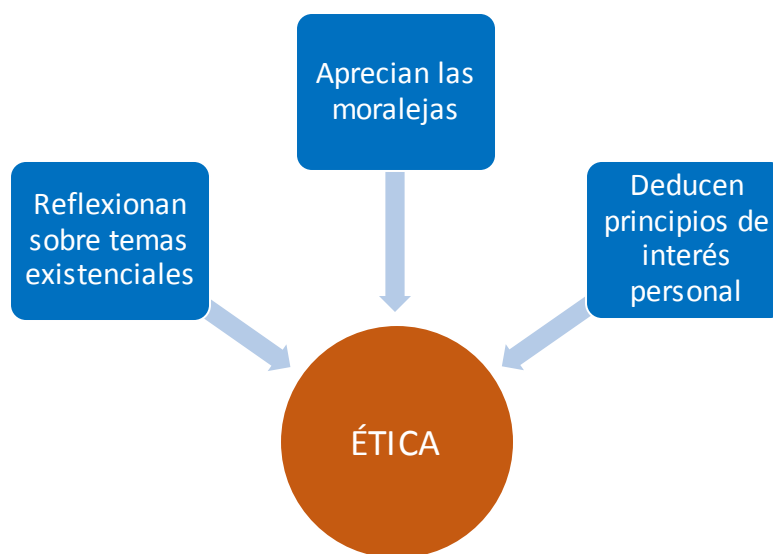 Aprecian las
moralejas
Reflexionan
sobre temas
existenciales
Deducen
principios de
interés
personal
ÉTICA